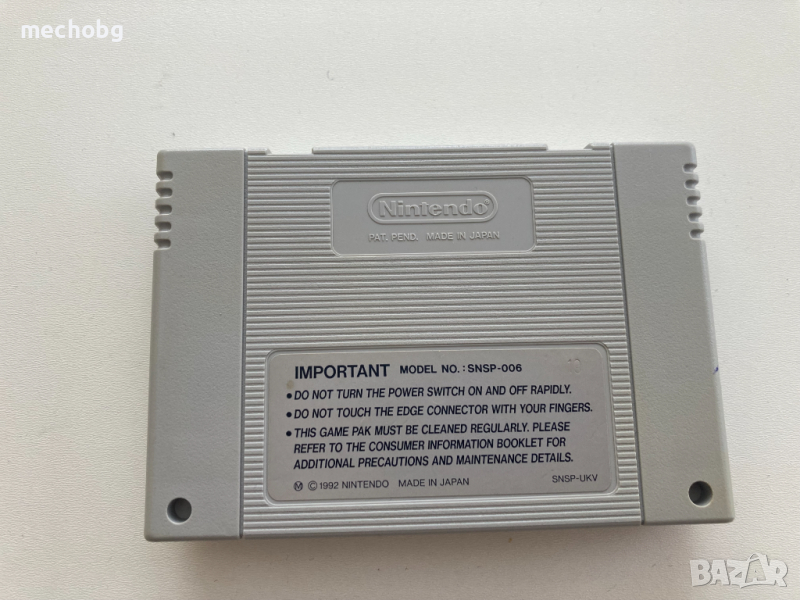 mechobg
Nintendo
PAT. PEND. MADE IN JAPAN
IMPORTANT MODEL NO. : SNSP-006
• DO NOT TURN THE POWER SWITCH ON AND OFF RAPIDLY.
• DO NOT TOUCH THE EDGE CONNECTOR WITH YOUR FINGERS.
• THIS GAME PAK MUST BE CLEANED REGULARLY. PLEASE
REFER TO THE CONSUMER INFORMATION BOOKLET FOR
ADDITIONAL PRECAUTIONS AND MAINTENANCE DETAILS.
Ⓜ © 1992 NINTENDO MADE IN JAPAN SNSP-UKV
BAZAR